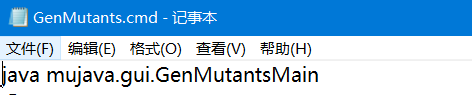 GenMutants.cmd - 记事本
文件(F) 编辑(E) 格式(O) 查看(V) 帮助(H)
java mujava.gui.GenMutantsMain